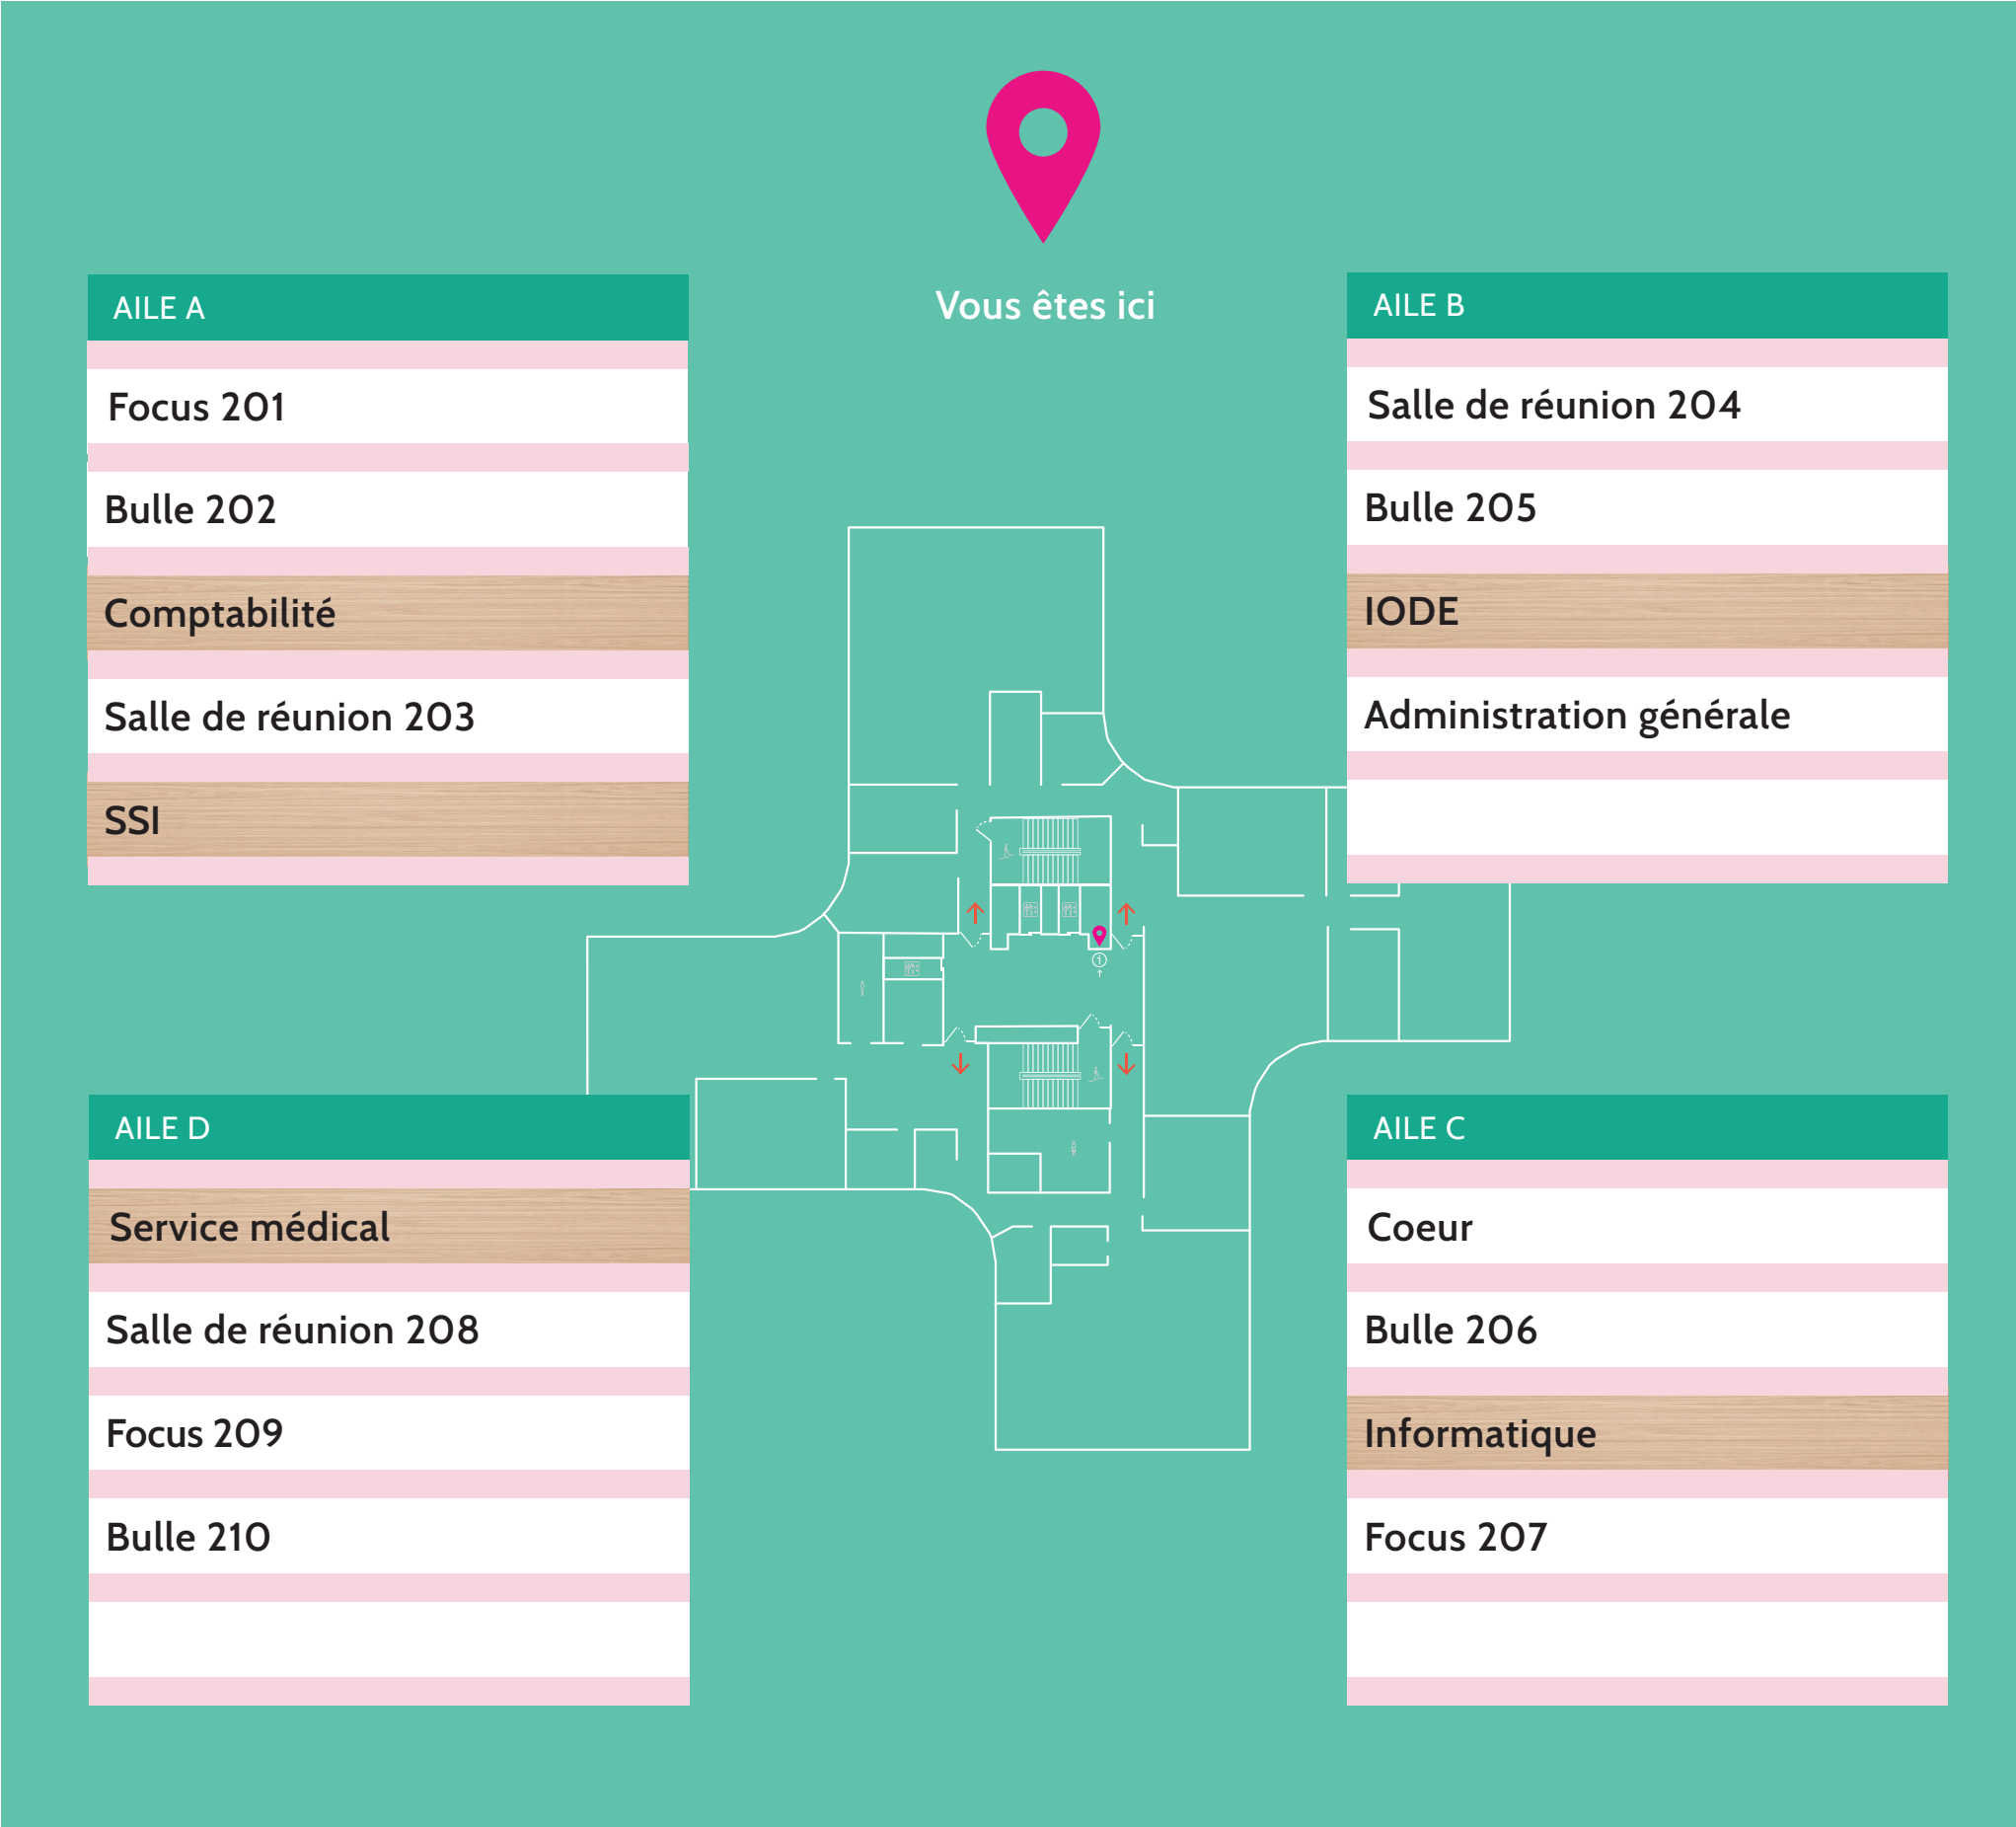 Vous êtes ici
AILE A
Focus 201
Bulle 202
Comptabilité
Salle de réunion 203
SSI
AILE B
Salle de réunion 204
Bulle 205
IODE
Administration générale
AILE D
Service médical
Salle de réunion 208
Focus 209
Bulle 210
AILE C
Coeur
Bulle 206
Informatique
Focus 207